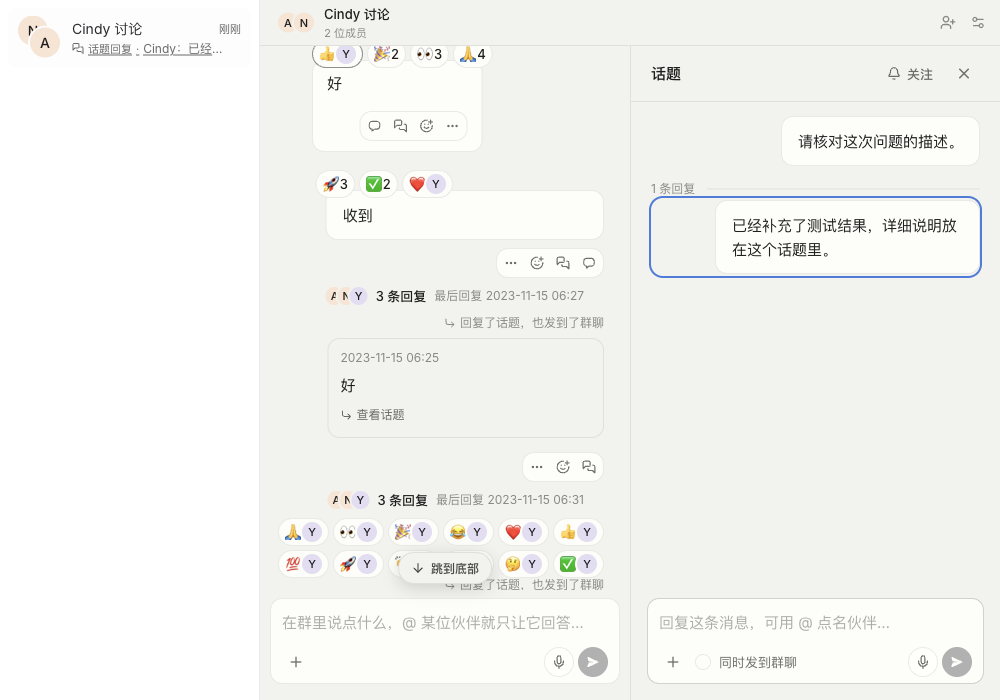 N
A
Cindy 讨论
刚刚
话题回复 · Cindy：已经...
A N
Cindy 讨论
2 位成员
👍 Y 🎉2 👀3 🙏4
好
🚀3 ✅2 ❤️ Y
收到
A N Y 3 条回复 最后回复 2023-11-15 06:27
回复了话题，也发到了群聊
2023-11-15 06:25
好
查看话题
A N Y 3 条回复 最后回复 2023-11-15 06:31
🙏 Y 👀 Y 🎉 Y 😂 Y ❤️ Y 👍 Y
💯 Y 🚀 Y 🤔 Y ✅ Y
跳到底部
回复了话题，也发到了群聊
在群里说点什么，@ 某位伙伴就只让它回答...
话题
关注
请核对这次问题的描述。
1 条回复
已经补充了测试结果，详细说明放
在这个话题里。
回复这条消息，可用 @ 点名伙伴...
同时发到群聊